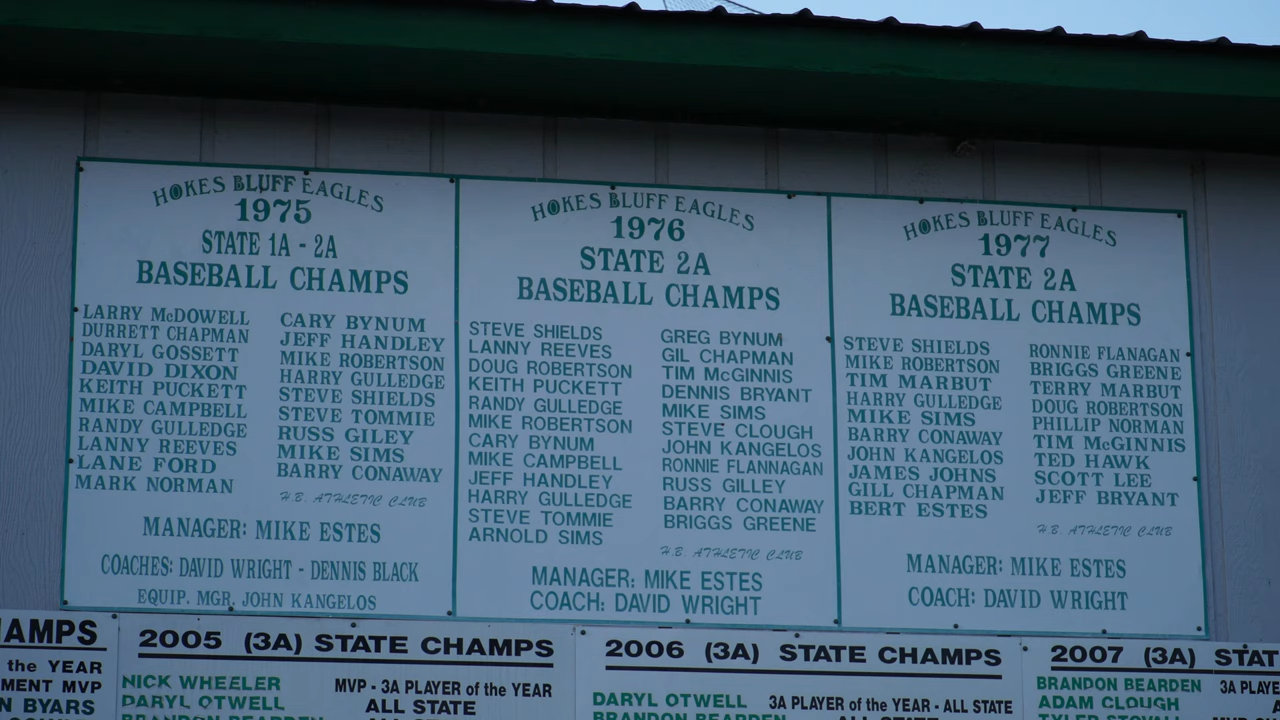 HOKES BLUFF EAGLES
1975
STATE 1A - 2A
BASEBALL CHAMPS
LARRY McDOWELL
DURRETT CHAPMAN
DARYL GOSSETT
DAVID DIXON
KEITH PUCKETT
MIKE CAMPBELL
RANDY GULLEDGE
LANNY REEVES
LANE FORD
MARK NORMAN
CARY BYNUM
JEFF HANDLEY
MIKE ROBERTSON
HARRY GULLEDGE
STEVE SHIELDS
STEVE TOMMIE
RUSS GILEY
MIKE SIMS
BARRY CONAWAY
H.B. ATHLETIC CLUB
MANAGER: MIKE ESTES
COACHES: DAVID WRIGHT - DENNIS BLACK
EQUIP. MGR. JOHN KANGELOS
HOKES BLUFF EAGLES
1976
STATE 2A
BASEBALL CHAMPS
STEVE SHIELDS
LANNY REEVES
DOUG ROBERTSON
KEITH PUCKETT
RANDY GULLEDGE
MIKE ROBERTSON
CARY BYNUM
MIKE CAMPBELL
JEFF HANDLEY
HARRY GULLEDGE
STEVE TOMMIE
ARNOLD SIMS
GREG BYNUM
GIL CHAPMAN
TIM McGINNIS
DENNIS BRYANT
MIKE SIMS
STEVE CLOUGH
JOHN KANGELOS
RONNIE FLANNAGAN
RUSS GILLEY
BARRY CONAWAY
BRIGGS GREENE
H.B. ATHLETIC CLUB
MANAGER: MIKE ESTES
COACH: DAVID WRIGHT
HOKES BLUFF EAGLES
1977
STATE 2A
BASEBALL CHAMPS
STEVE SHIELDS
MIKE ROBERTSON
TIM MARBUT
HARRY GULLEDGE
MIKE SIMS
BARRY CONAWAY
JOHN KANGELOS
JAMES JOHNS
GILL CHAPMAN
BERT ESTES
RONNIE FLANAGAN
BRIGGS GREENE
TERRY MARBUT
DOUG ROBERTSON
PHILLIP NORMAN
TIM McGINNIS
TED HAWK
SCOTT LEE
JEFF BRYANT
H.B. ATHLETIC CLUB
MANAGER: MIKE ESTES
COACH: DAVID WRIGHT
AMPS
the YEAR
MENT MVP
N BYARS
2005 (3A) STATE CHAMPS
NICK WHEELER
DARYL OTWELL
BRANDON BEARDEN
MVP - 3A PLAYER of the YEAR
ALL STATE
2006 (3A) STATE CHAMPS
DARYL OTWELL
BRANDON BEARDEN
3A PLAYER of the YEAR - ALL STATE
2007 (3A) STAT
BRANDON BEARDEN
ADAM CLOUGH
3A PLA